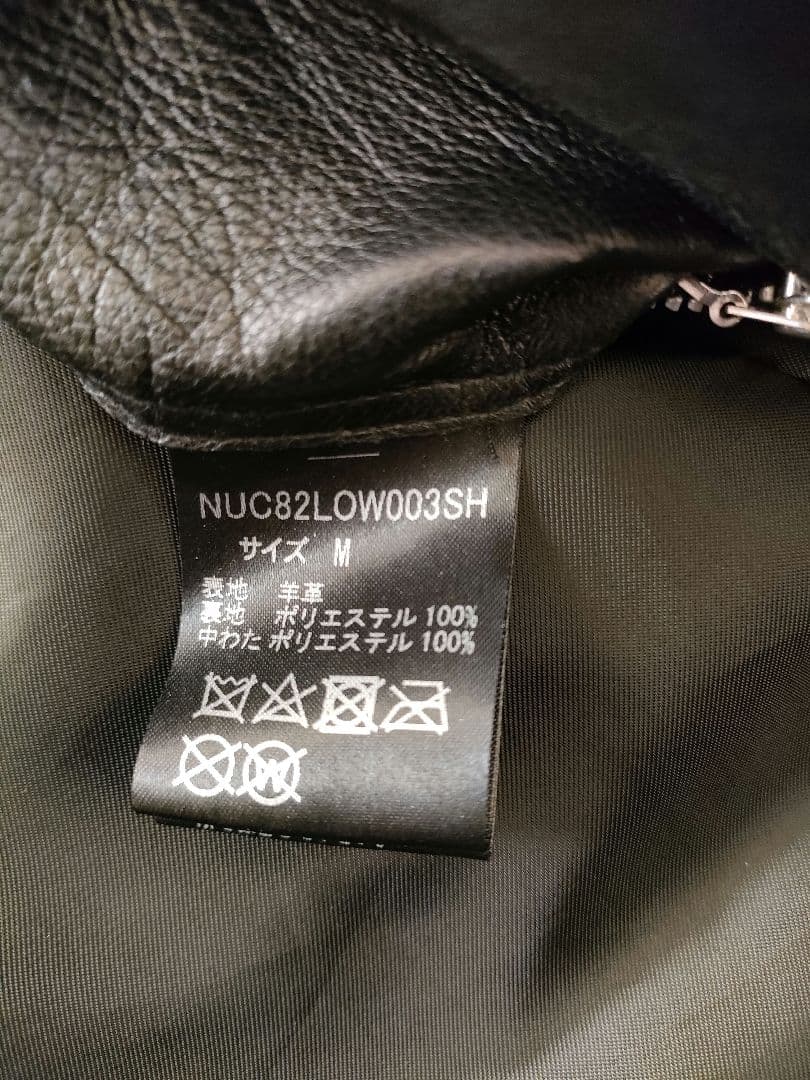 NUC82LOW003SH
サイズ M
表地 羊革
裏地 ポリエステル 100%
中わた ポリエステル 100%
W